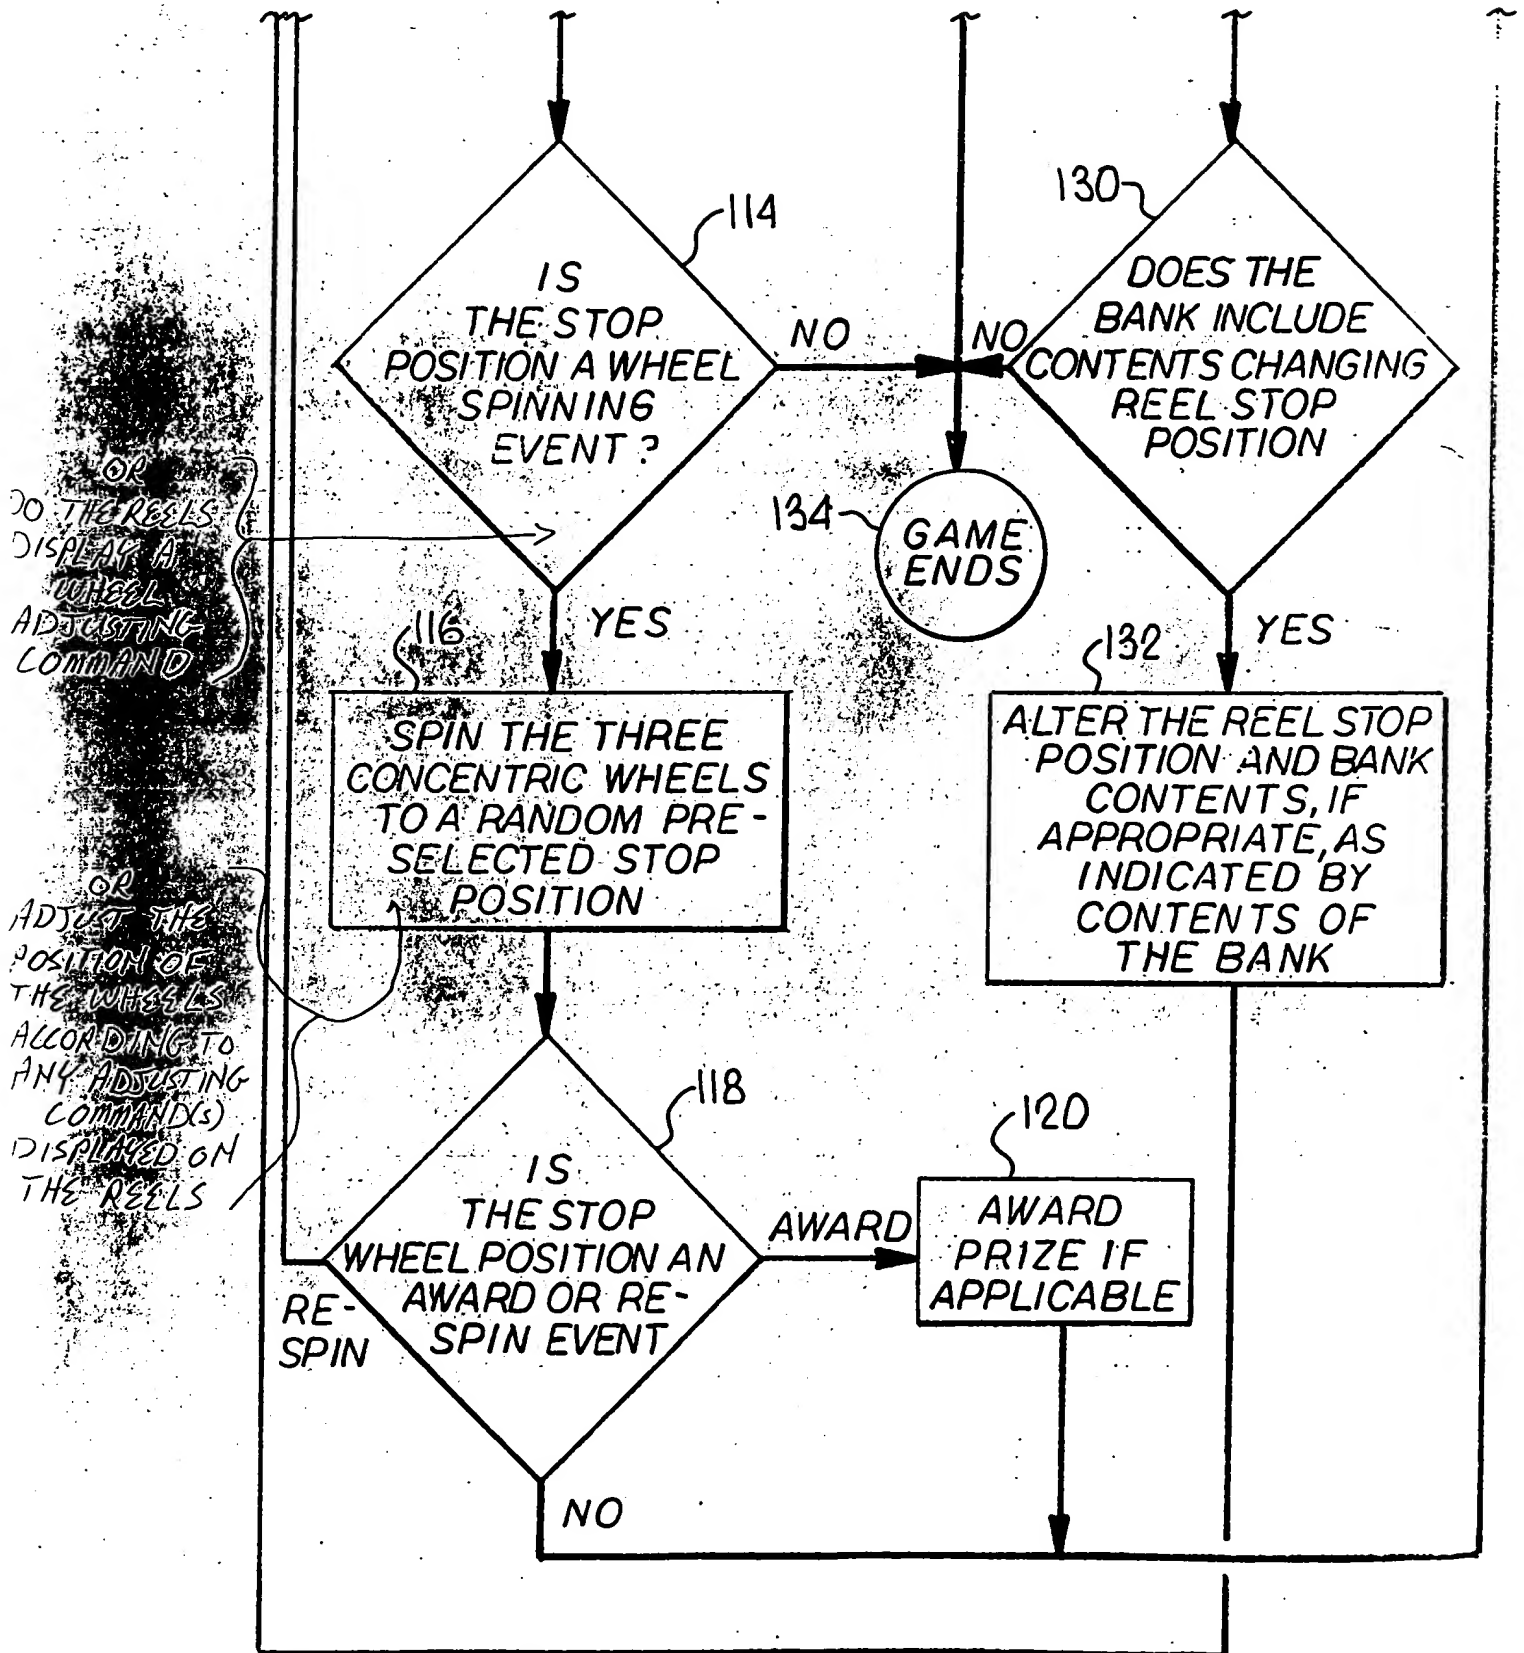 114
IS
THE STOP
POSITION A WHEEL
SPINNING
EVENT?
NO
130
DOES THE
BANK INCLUDE
CONTENTS CHANGING
REEL STOP
POSITION
NO
134
GAME
ENDS
OR
DO THE REELS
DISPLAY A
WHEEL
ADJUSTING
COMMAND
YES
116
SPIN THE THREE
CONCENTRIC WHEELS
TO A RANDOM PRE-
SELECTED STOP
POSITION
YES
132
ALTER THE REEL STOP
POSITION AND BANK
CONTENTS, IF
APPROPRIATE, AS
INDICATED BY
CONTENTS OF
THE BANK
OR
ADJUST THE
POSITION OF
THE WHEELS
ACCORDING TO
ANY ADJUSTING
COMMAND(S)
DISPLAYED ON
THE REELS
118
IS
THE STOP
WHEEL POSITION AN
AWARD OR RE-
SPIN EVENT
RE-
SPIN
AWARD
120
AWARD
PRIZE IF
APPLICABLE
NO